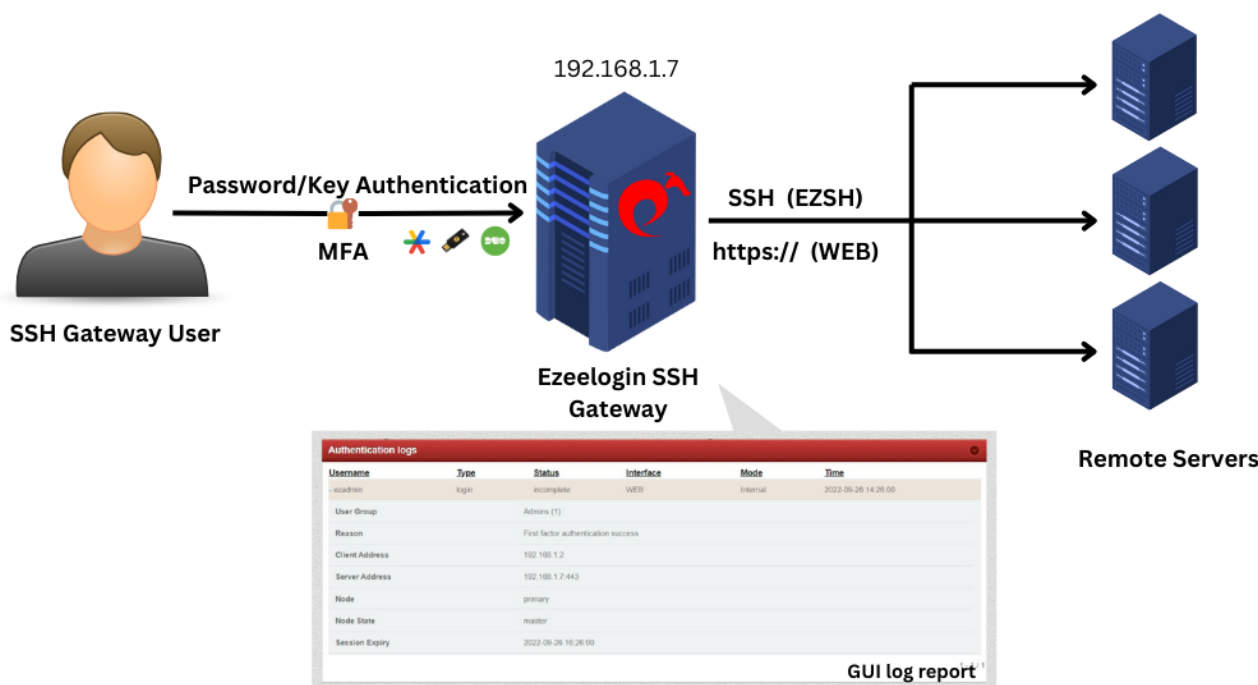 192.168.1.7
Password/Key Authentication
MFA
SSH (EZSH)
https:// (WEB)
SSH Gateway User
Ezeelogin SSH
Gateway
Remote Servers
Authentication logs
Username Type Status Interface Mode Time
- ezadmin login incomplete WEB Internal 2022-09-26 14:26:00
User Group Admins (1)
Reason First factor authentication success
Client Address 192.168.1.2
Server Address 192.168.1.7:443
Node primary
Node State master
Session Expiry 2022-09-26 16:26:00
GUI log report